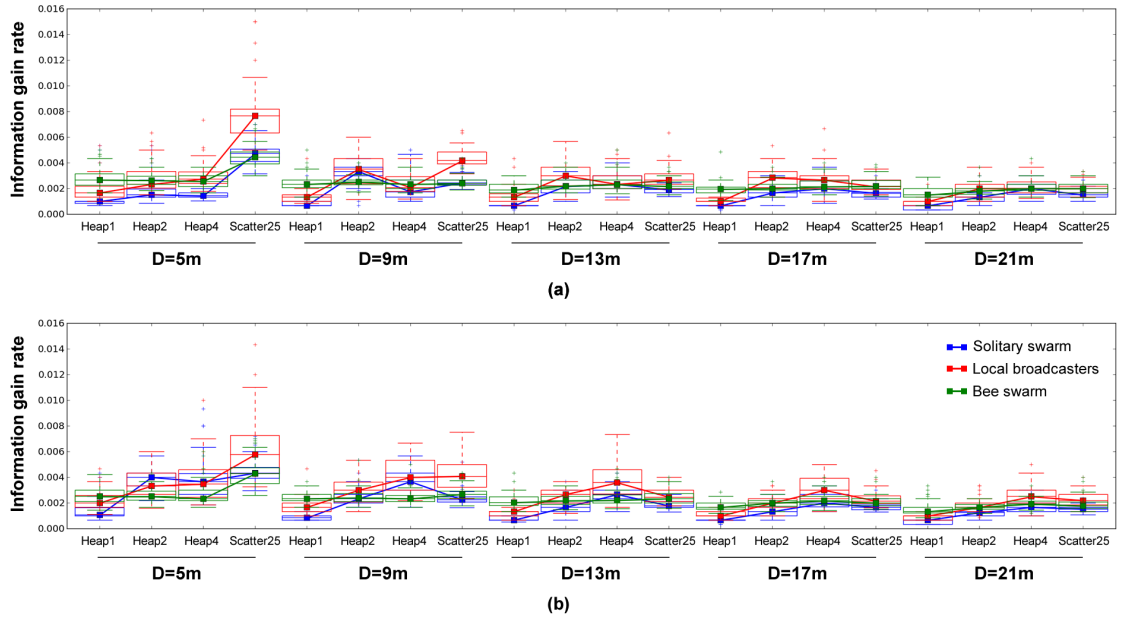 Information gain rate
0.016
0.014
0.012
0.010
0.008
0.006
0.004
0.002
0.000
Heap1 Heap2 Heap4 Scatter25 Heap1 Heap2 Heap4 Scatter25 Heap1 Heap2 Heap4 Scatter25 Heap1 Heap2 Heap4 Scatter25 Heap1 Heap2 Heap4 Scatter25
D=5m D=9m D=13m D=17m D=21m
(a)
Information gain rate
0.016
0.014
0.012
0.010
0.008
0.006
0.004
0.002
0.000
Solitary swarm
Local broadcasters
Bee swarm
Heap1 Heap2 Heap4 Scatter25 Heap1 Heap2 Heap4 Scatter25 Heap1 Heap2 Heap4 Scatter25 Heap1 Heap2 Heap4 Scatter25 Heap1 Heap2 Heap4 Scatter25
D=5m D=9m D=13m D=17m D=21m
(b)